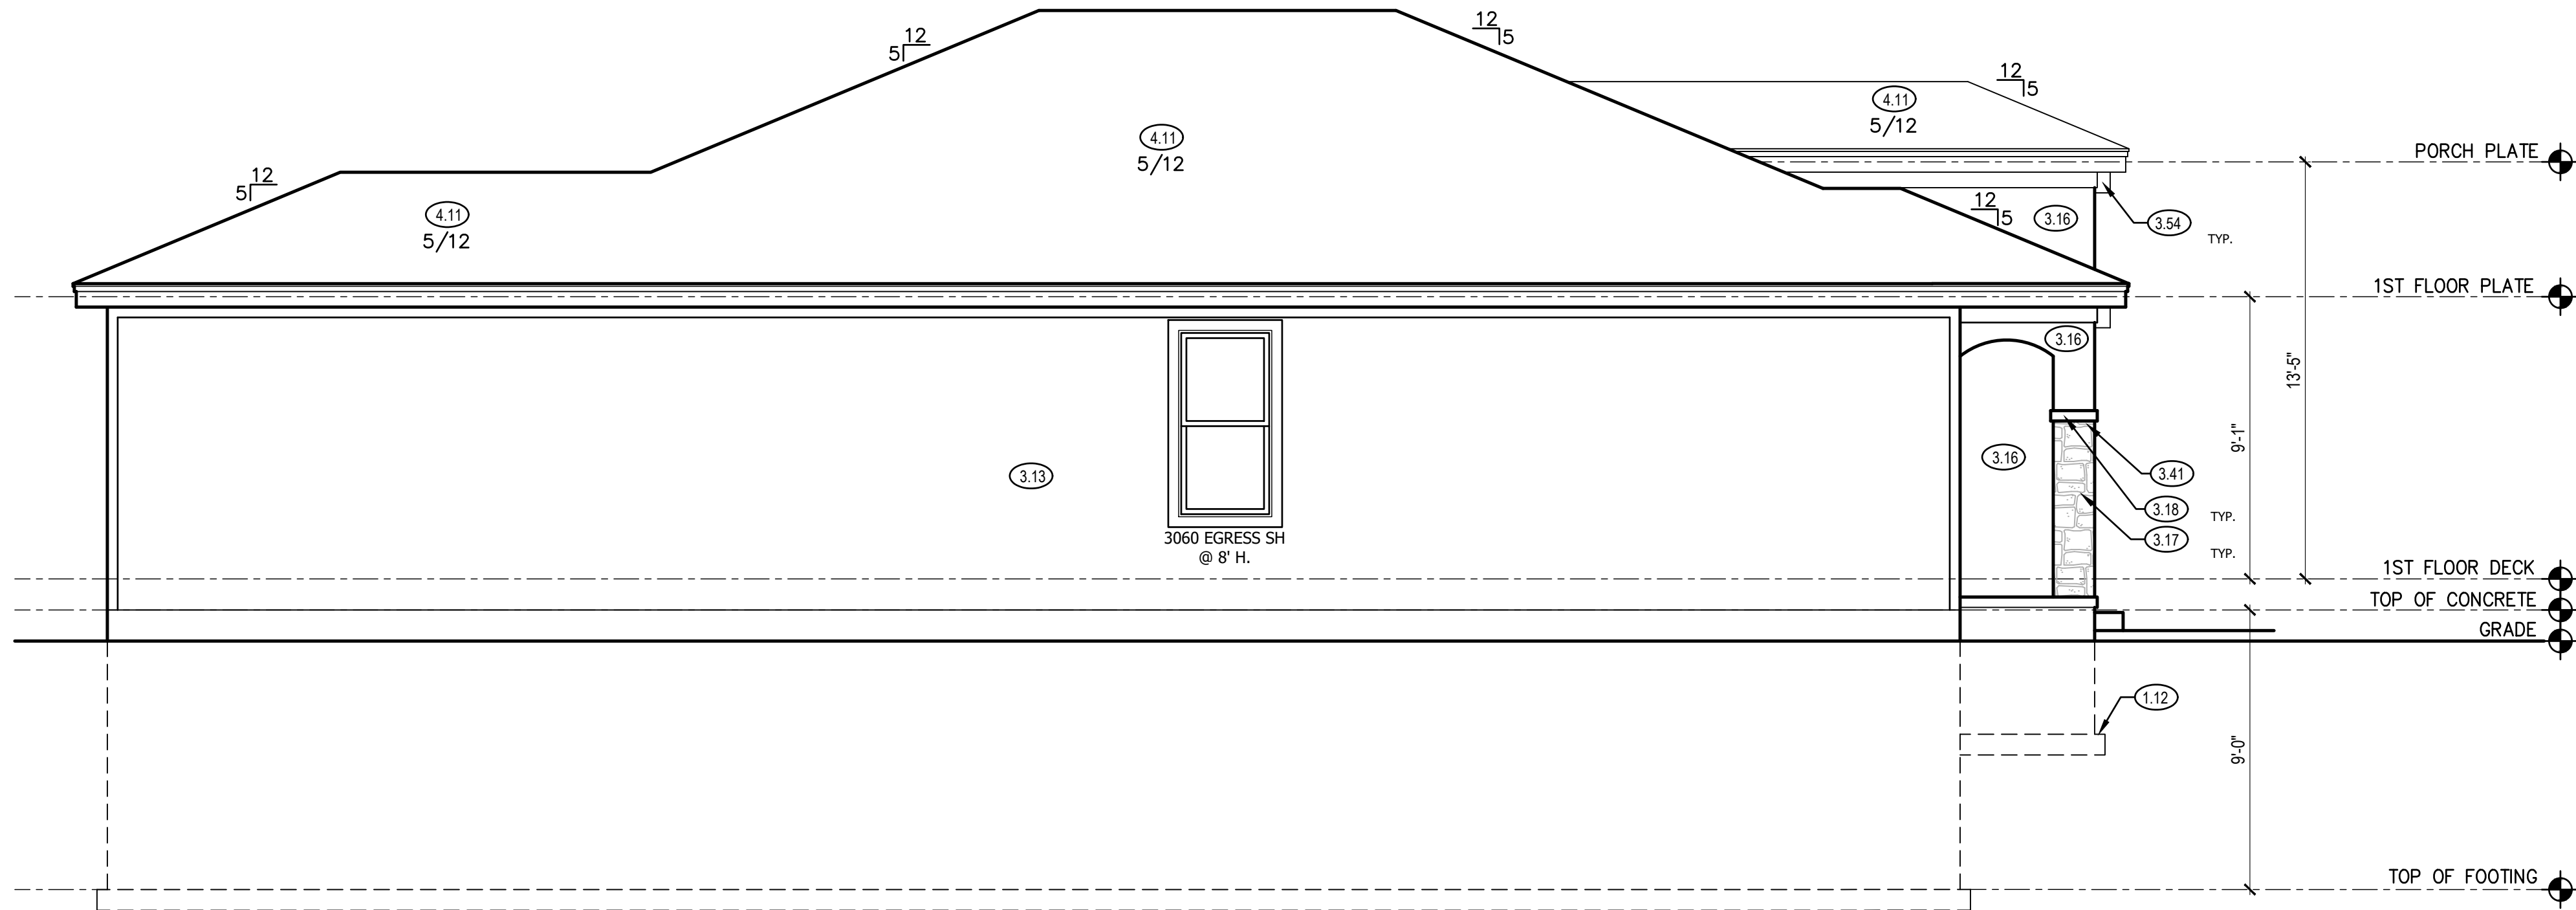 12
5
12
5
12
5
4.11
5/12
12
5
4.11
5/12
PORCH PLATE
12
5
4.11
5/12
12
5
3.16
3.54
TYP.
1ST FLOOR PLATE
3.16
13'-5"
9'-1"
3.13
3.16
3.41
3.18
TYP.
3.17
TYP.
3060 EGRESS SH
@ 8' H.
1ST FLOOR DECK
TOP OF CONCRETE
GRADE
1.12
9'-0"
TOP OF FOOTING